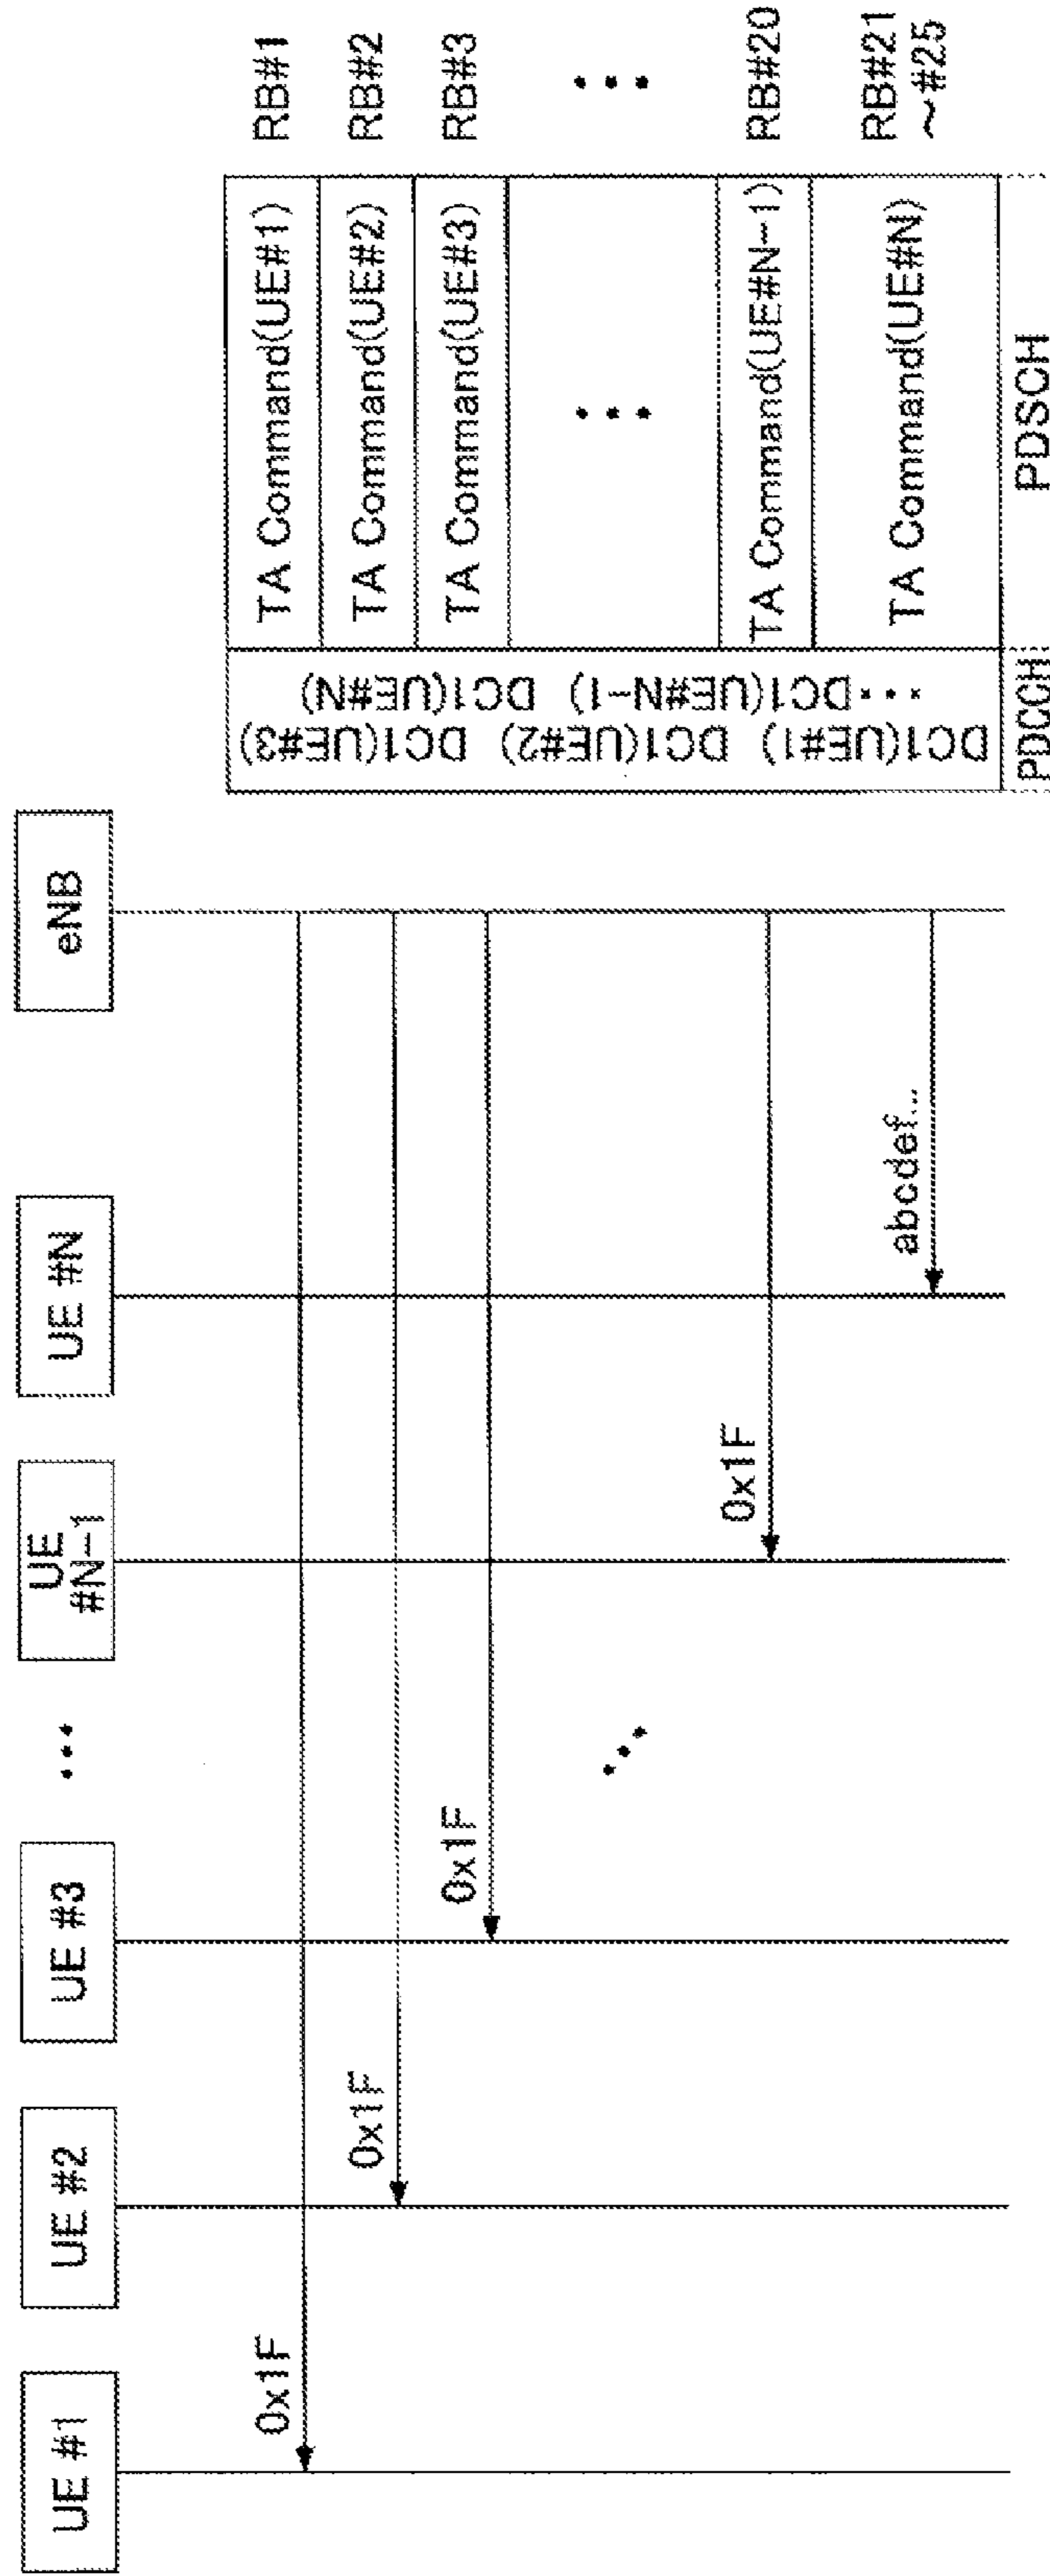 UE #1
UE #2
UE #3
...
UE
#N-1
UE #N
eNB
0x1F
0x1F
0x1F
0x1F
abcdef...
DC1(UE#1) DC1(UE#2) DC1(UE#3)
...DC1(UE#N-1) DC1(UE#N)
PDCCH
TA Command(UE#1)
TA Command(UE#2)
TA Command(UE#3)
...
TA Command(UE#N-1)
TA Command(UE#N)
PDSCH
RB#1
RB#2
RB#3
...
RB#20
RB#21
~#25